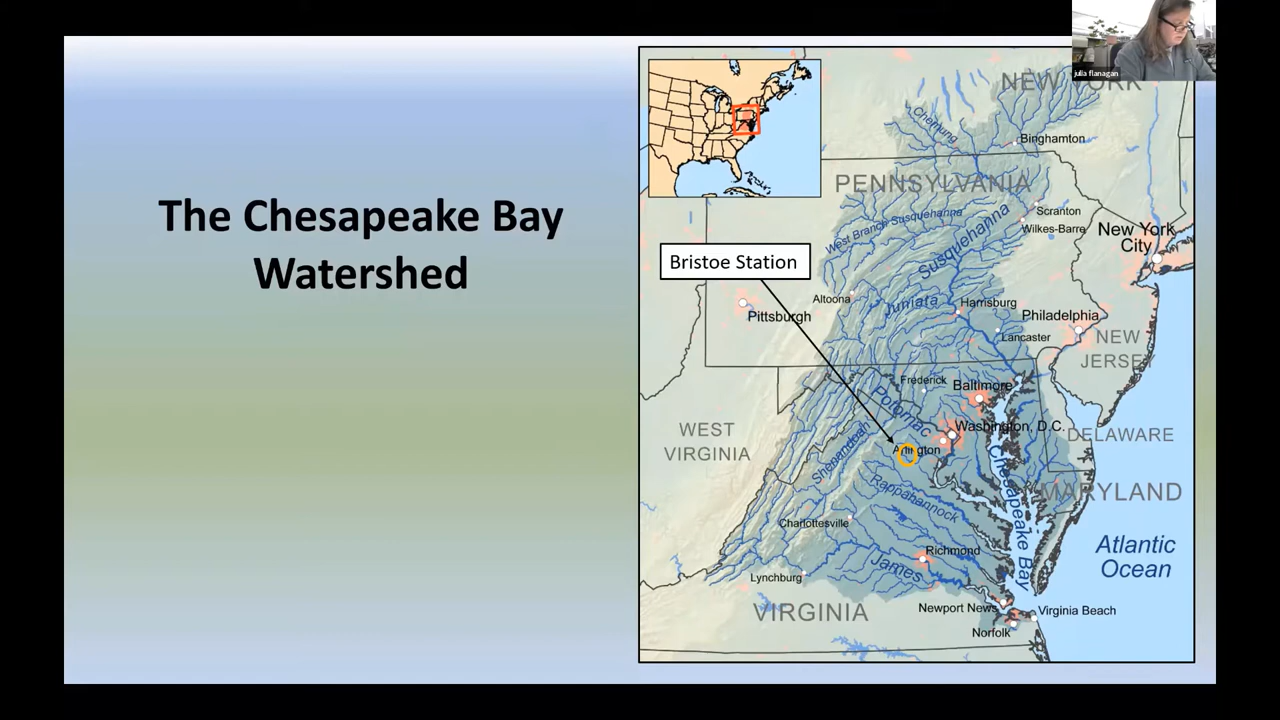 The Chesapeake Bay
Watershed
julia flanagan
NEW YORK
Chemung
Binghamton
PENNSYLVANIA
West Branch Susquehanna
Susquehanna
Scranton
Wilkes-Barre
New York
City
Bristoe Station
Altoona
Juniata
Harrisburg
Pittsburgh
Philadelphia
Lancaster
NEW
JERSEY
Frederick
Baltimore
Potomac
WEST
VIRGINIA
Washington, D.C.
DELAWARE
Arlington
Shenandoah
Chesapeake Bay
MARYLAND
Rappahannock
Charlottesville
Atlantic
Ocean
Richmond
James
Lynchburg
VIRGINIA
Newport News
Virginia Beach
Norfolk